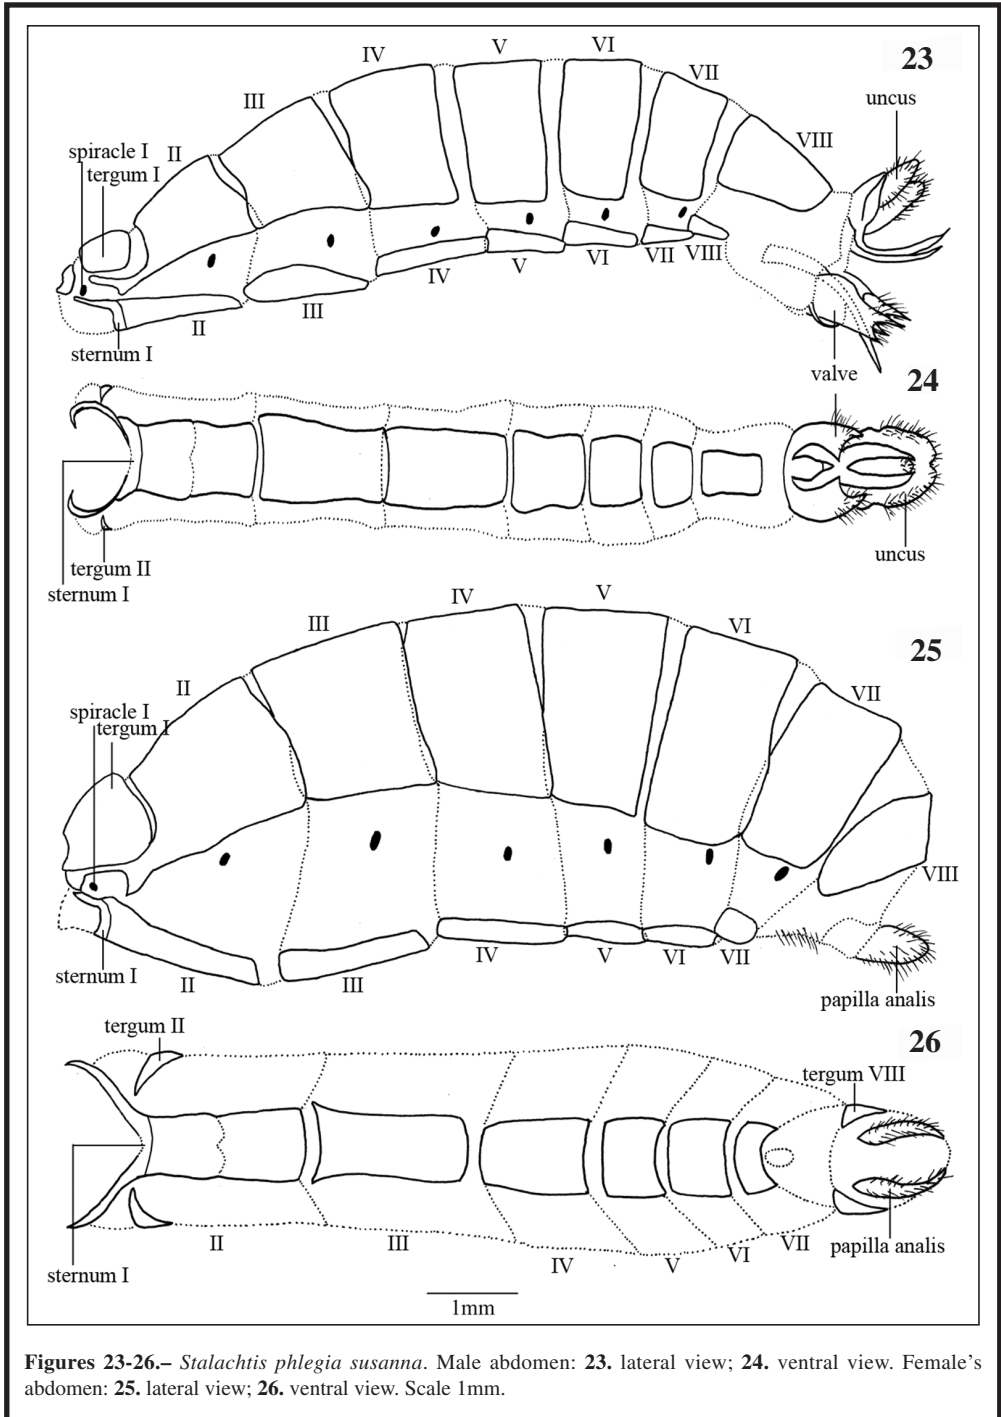 23
IV
V
VI
VII
VIII
III
II
uncus
spiracle I
tergum I
IV
V
VI
VII
VIII
III
II
sternum I
valve
24
tergum II
sternum I
uncus
25
IV
V
VI
III
II
VII
spiracle I
tergum I
VIII
sternum I
II
III
IV
V
VI
VII
papilla analis
26
tergum II
tergum VIII
II
III
IV
V
VI
VII
papilla analis
sternum I
1mm
Figures 23-26.– Stalachtis phlegia susanna. Male abdomen: 23. lateral view; 24. ventral view. Female's
abdomen: 25. lateral view; 26. ventral view. Scale 1mm.